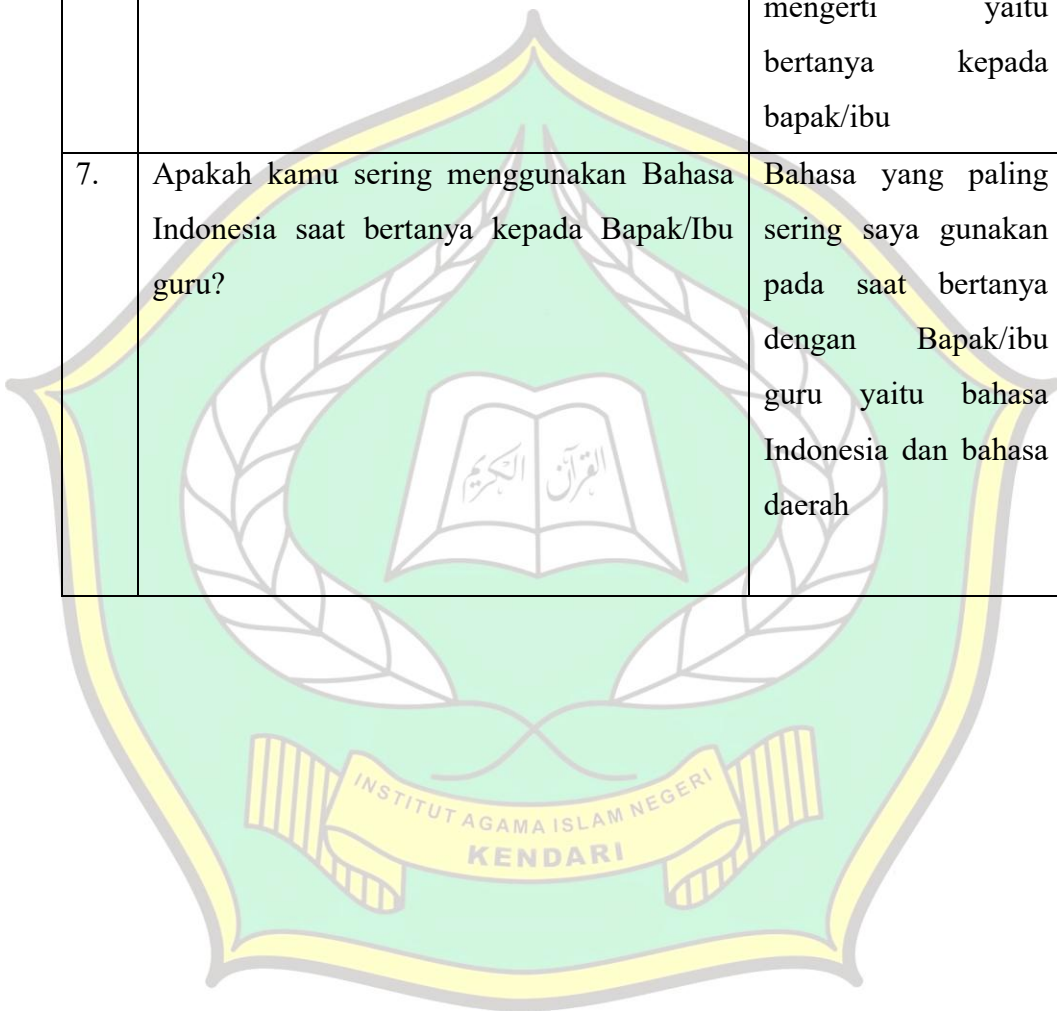 mengerti yaitu
bertanya kepada
bapak/ibu
7.
Apakah kamu sering menggunakan Bahasa
Indonesia saat bertanya kepada Bapak/Ibu
guru?
Bahasa yang paling
sering saya gunakan
pada saat bertanya
dengan Bapak/ibu
guru yaitu bahasa
Indonesia dan bahasa
daerah
القرآن الكريم
INSTITUT AGAMA ISLAM NEGERI
KENDARI